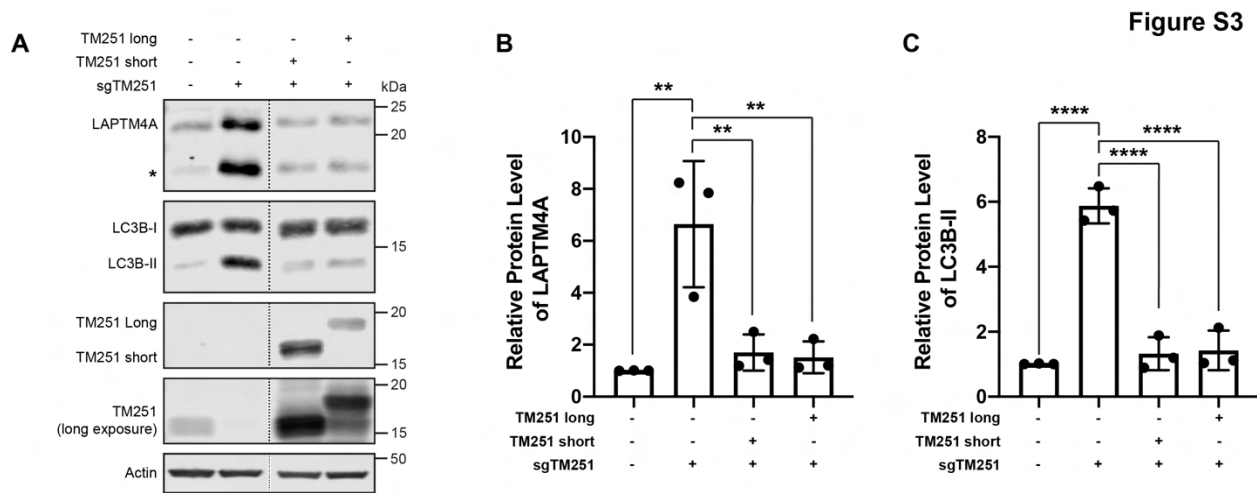 Figure S3
A
TM251 long - - - +
TM251 short - - + -
sgTM251 - + + +
kDa
LAPTM4A
25
20
*
LC3B-I
15
LC3B-II
TM251 Long
20
TM251 short
15
TM251
(long exposure)
20
15
50
Actin
B
Relative Protein Level
of LAPTM4A
10
8
6
4
2
0
**
**
**
TM251 long - - - +
TM251 short - - + -
sgTM251 - + + +
C
Relative Protein Level
of LC3B-II
8
6
4
2
0
****
****
****
TM251 long - - - +
TM251 short - - + -
sgTM251 - + + +